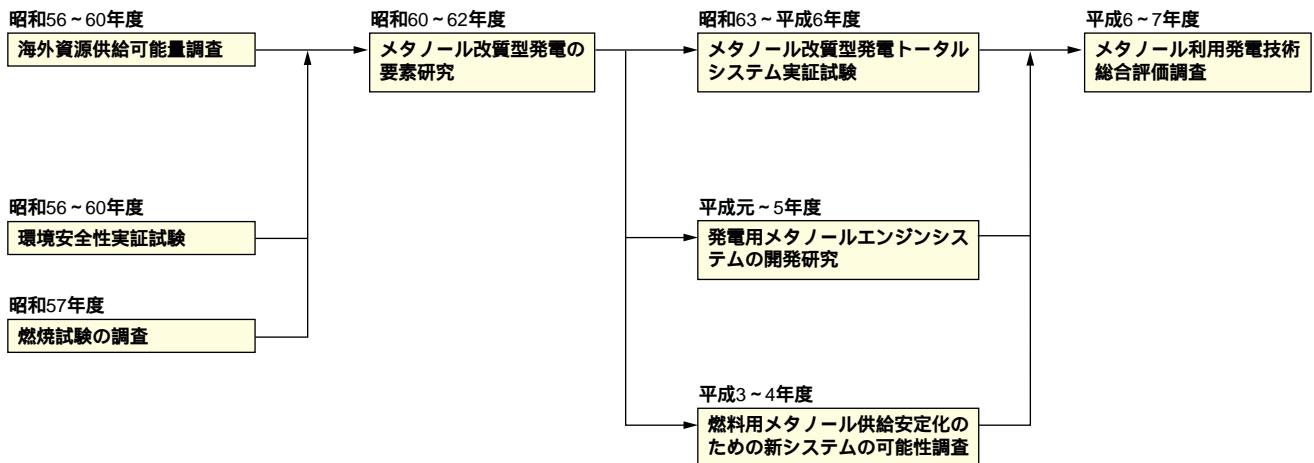 昭和56~60年度
海外資源供給可能量調査
昭和56~60年度
環境安全性実証試験
昭和57年度
燃焼試験の調査
昭和60~62年度
メタノール改質型発電の
要素研究
昭和63~平成6年度
メタノール改質型発電トータル
システム実証試験
平成元~5年度
発電用メタノールエンジンシス
テムの開発研究
平成3~4年度
燃料用メタノール供給安定化の
ための新システムの可能性調査
平成6~7年度
メタノール利用発電技術
総合評価調査